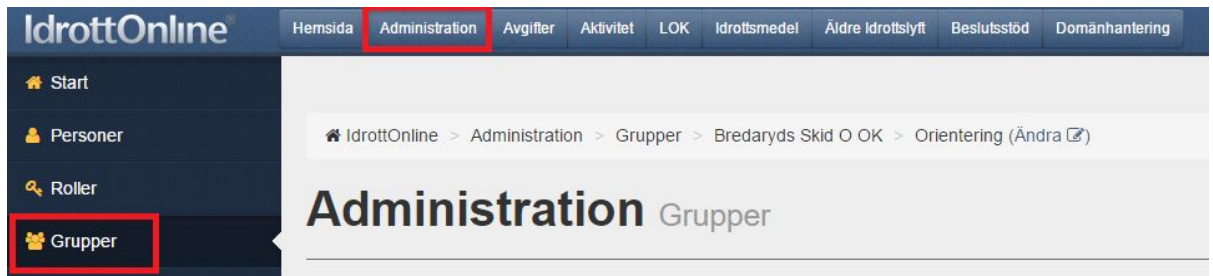 IdrottOnline®
Hemsida Administration Avgifter Aktivitet LOK Idrottsmedel Äldre Idrottslyft Beslutsstöd Domänhantering
Start
Personer
IdrottOnline > Administration > Grupper > Bredaryds Skid O OK > Orientering (Ändra)
Roller
Administration Grupper
Grupper